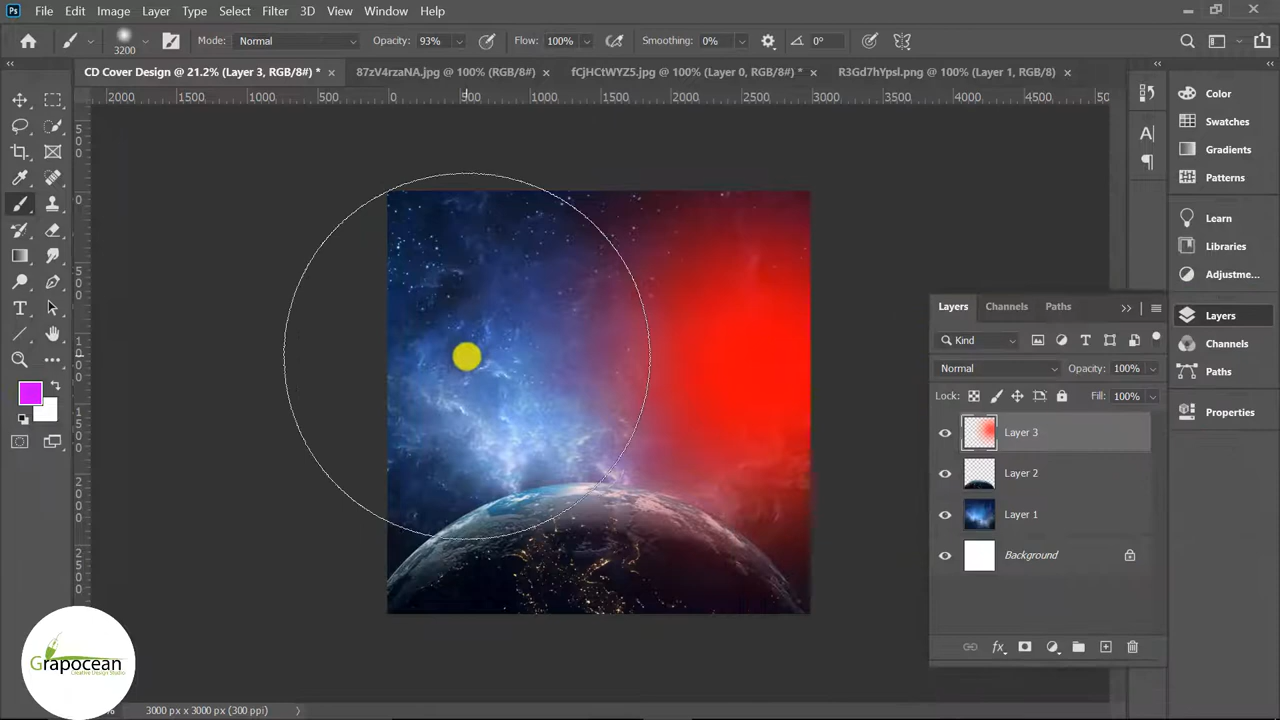 Ps File Edit Image Layer Type Select Filter 3D View Window Help
3200 Mode: Normal Opacity: 93% Flow: 100% Smoothing: 0% 0°
CD Cover Design @ 21.2% (Layer 3, RGB/8#) * × 87zV4rzaNA.jpg @ 100% (RGB/8#) × fCjHCtWYZ5.jpg @ 100% (Layer 0, RGB/8#) * × R3Gd7hYpsl.png @ 100% (Layer 1, RGB/8) ×
2000 1500 1000 500 0 500 1000 1500 2000 2500 3000 3500 4000 4500
Color
Swatches
Gradients
Patterns
Learn
Libraries
Adjustme...
Layers
Channels
Paths
Properties
Layers Channels Paths
Kind
Normal Opacity: 100%
Lock: Fill: 100%
Layer 3
Layer 2
Layer 1
Background
Grapocean
Creative Design Studio
3000 px x 3000 px (300 ppi)